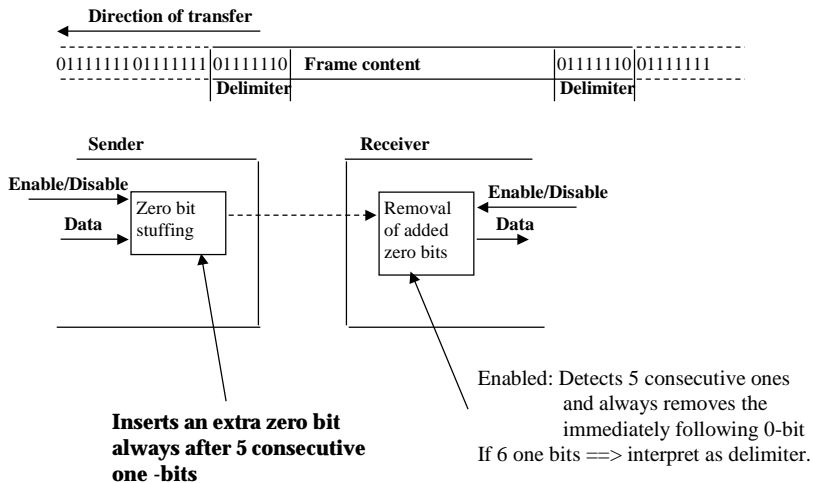 Direction of transfer
01111111 01111111 01111110 Frame content 01111110 01111111
Delimiter Delimiter
Sender Receiver
Enable/Disable Enable/Disable
Data Zero bit stuffing
Removal of added zero bits Data
Enabled: Detects 5 consecutive ones
and always removes the
immediately following 0-bit
If 6 one bits ==> interpret as delimiter.
Inserts an extra zero bit
always after 5 consecutive
one -bits